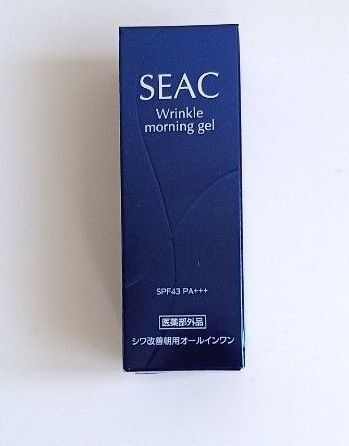 SEAC
Wrinkle
morning gel
SPF43 PA+++
医薬部外品
シワ改善朝用オールインワン